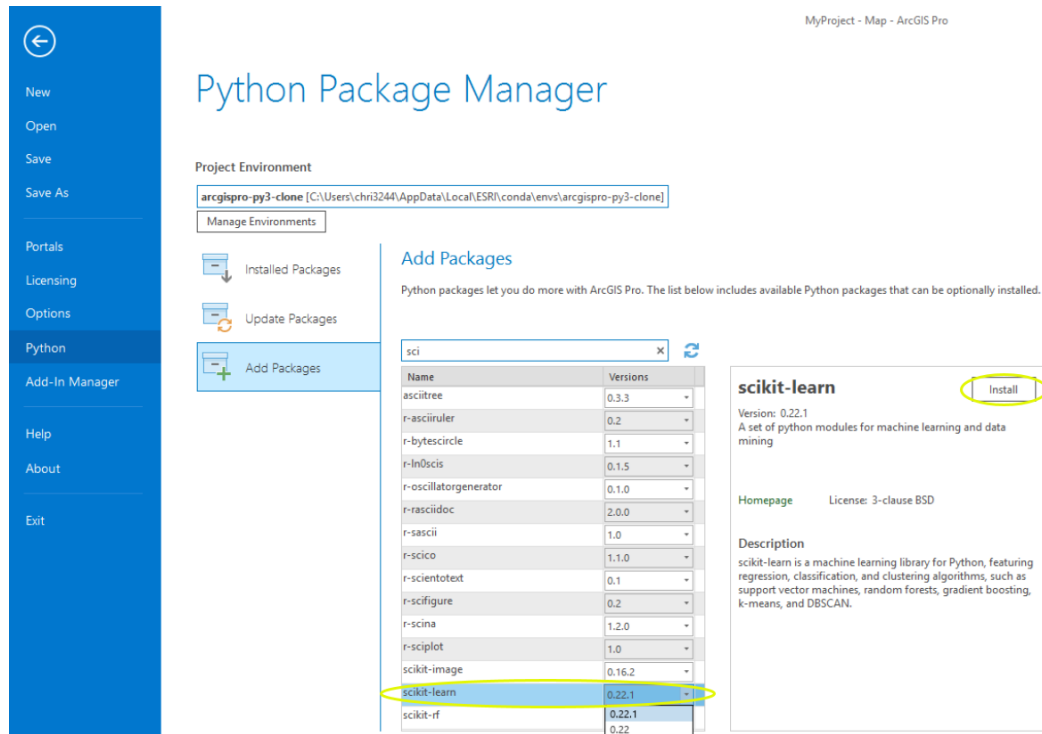 MyProject - Map - ArcGIS Pro
New
Open
Save
Save As
Portals
Licensing
Options
Python
Add-In Manager
Help
About
Exit
Python Package Manager
Project Environment
arcgispro-py3-clone [C:\Users\chri3244\AppData\Local\ESRI\conda\envs\arcgispro-py3-clone]
Manage Environments
Installed Packages
Update Packages
Add Packages
Add Packages
Python packages let you do more with ArcGIS Pro. The list below includes available Python packages that can be optionally installed.
sci
Name Versions
asciitree 0.3.3
r-asciiruler 0.2
r-bytescircle 1.1
r-ln0scis 0.1.5
r-oscillatorgenerator 0.1.0
r-rasciidoc 2.0.0
r-sascii 1.0
r-scico 1.1.0
r-scientotext 0.1
r-scifigure 0.2
r-scina 1.2.0
r-sciplot 1.0
scikit-image 0.16.2
scikit-learn 0.22.1
scikit-rf 0.22.1
0.22
scikit-learn Install
Version: 0.22.1
A set of python modules for machine learning and data
mining
Homepage License: 3-clause BSD
Description
scikit-learn is a machine learning library for Python, featuring
regression, classification, and clustering algorithms, such as
support vector machines, random forests, gradient boosting,
k-means, and DBSCAN.